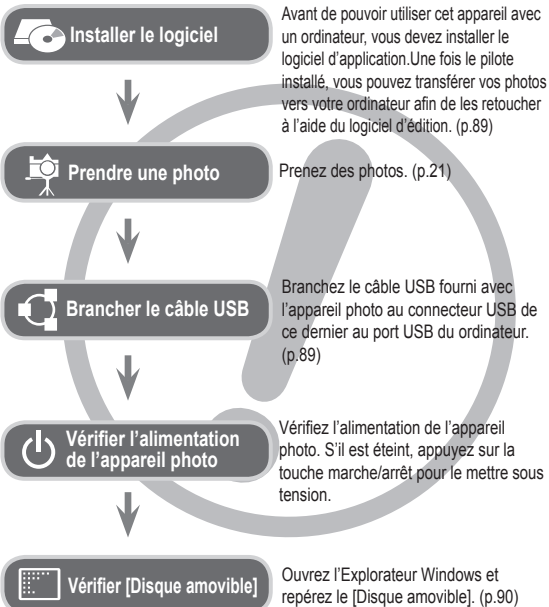 Installer le logiciel
Avant de pouvoir utiliser cet appareil avec
un ordinateur, vous devez installer le
logiciel d’application.Une fois le pilote
installé, vous pouvez transférer vos photos
vers votre ordinateur afin de les retoucher
à l’aide du logiciel d’édition. (p.89)
Prendre une photo
Prenez des photos. (p.21)
Brancher le câble USB
Branchez le câble USB fourni avec
l’appareil photo au connecteur USB de
ce dernier au port USB du ordinateur.
(p.89)
Vérifier l’alimentation
de l’appareil photo
Vérifiez l’alimentation de l’appareil
photo. S’il est éteint, appuyez sur la
touche marche/arrêt pour le mettre sous
tension.
Vérifier [Disque amovible]
Ouvrez l’Explorateur Windows et
repérez le [Disque amovible]. (p.90)